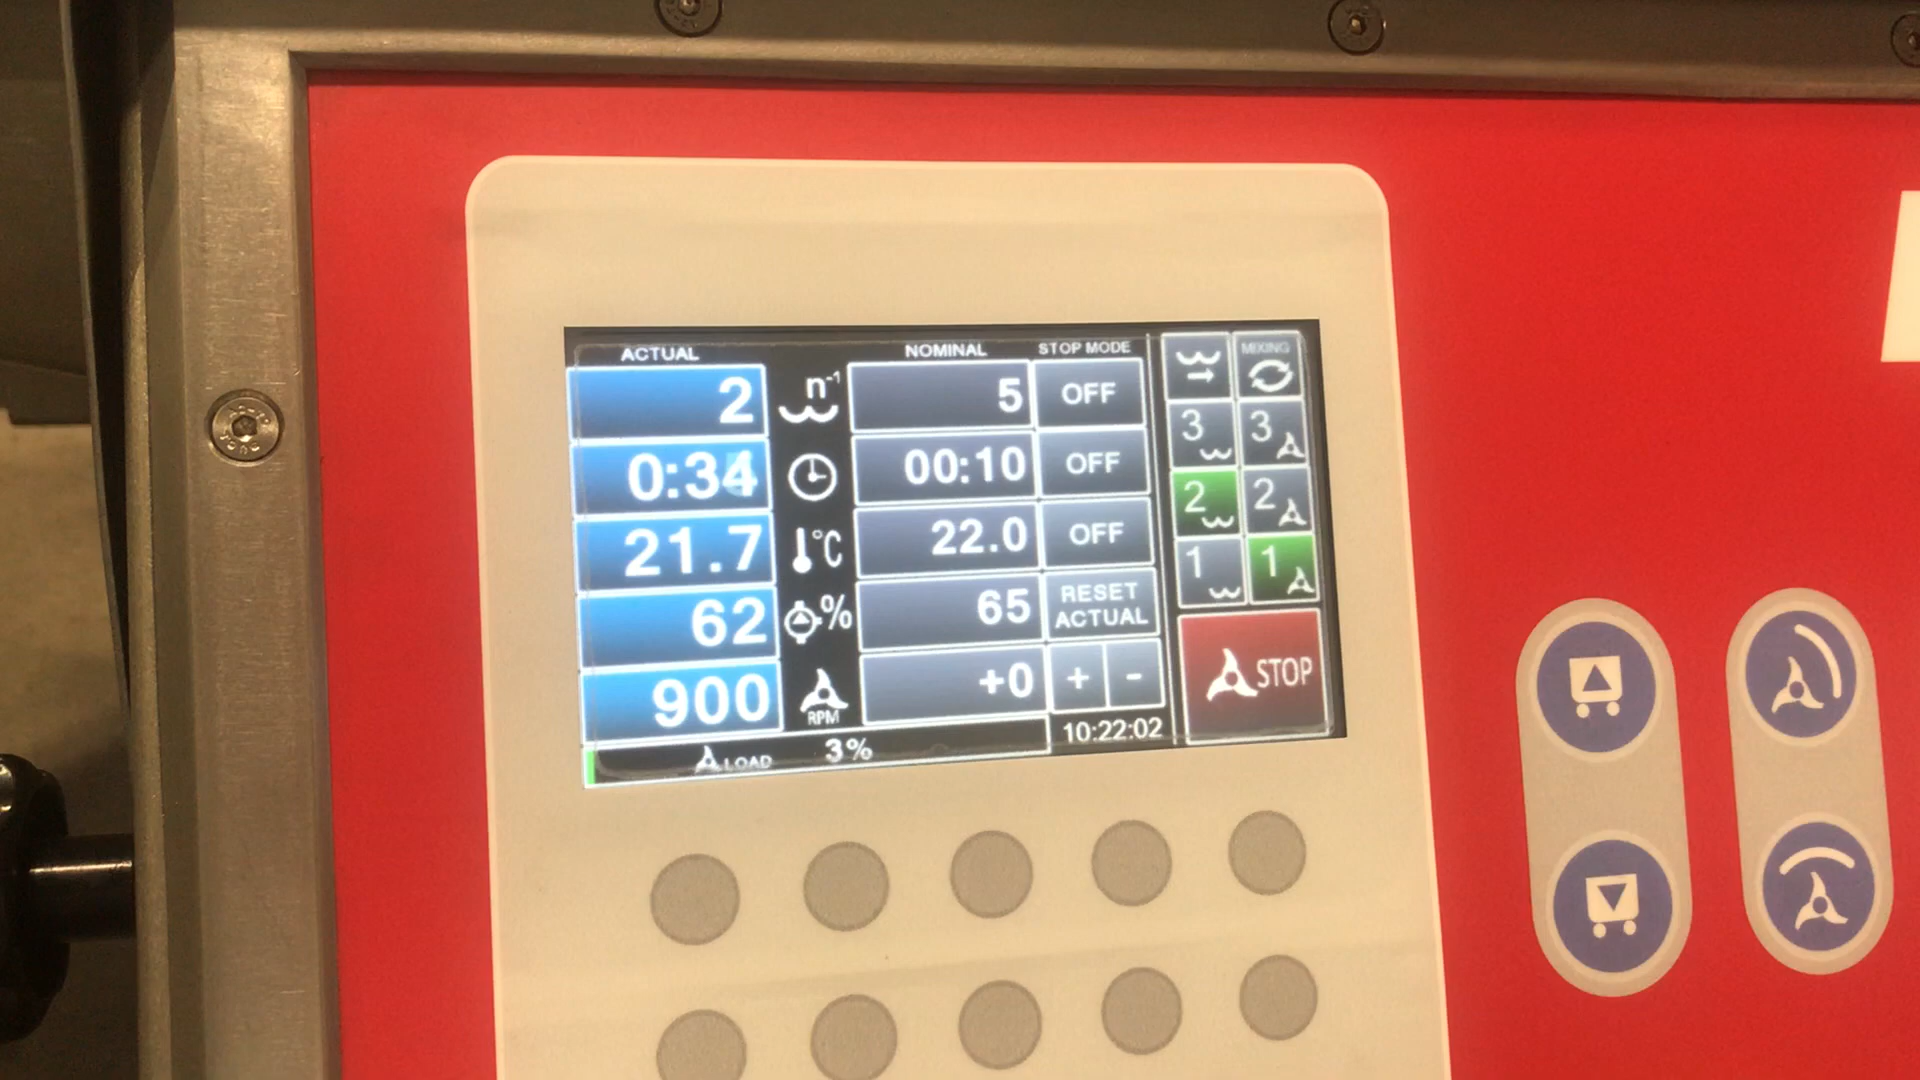 ACTUAL NOMINAL STOP MODE
2 n⁻¹ 5 OFF
0:34 00:10 OFF
21.7 °C 22.0 OFF
62 % 65 RESET ACTUAL
900 RPM +0 + -
LOAD 3% 10:22:02
MIXING
3 3
2 2
1 1
STOP